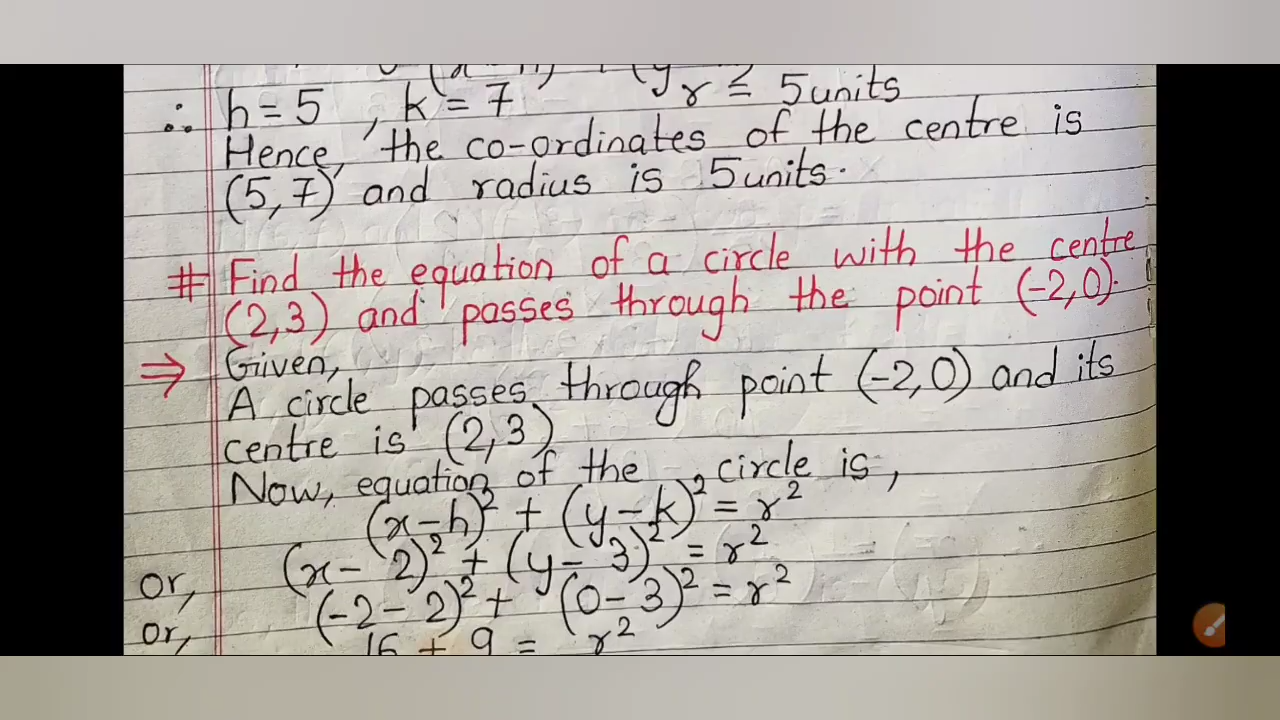 ∴ h = 5 , k = 7 r = 5 units
Hence, the co-ordinates of the centre is
(5, 7) and radius is 5 units.
# Find the equation of a circle with the centre
(2, 3) and passes through the point (-2, 0).
⇒ Given,
A circle passes through point (-2, 0) and its
centre is (2, 3)
Now, equation of the circle is,
(x - h)² + (y - k)² = r²
or, (x - 2)² + (y - 3)² = r²
or, (-2 - 2)² + (0 - 3)² = r²
16 + 9 = r²